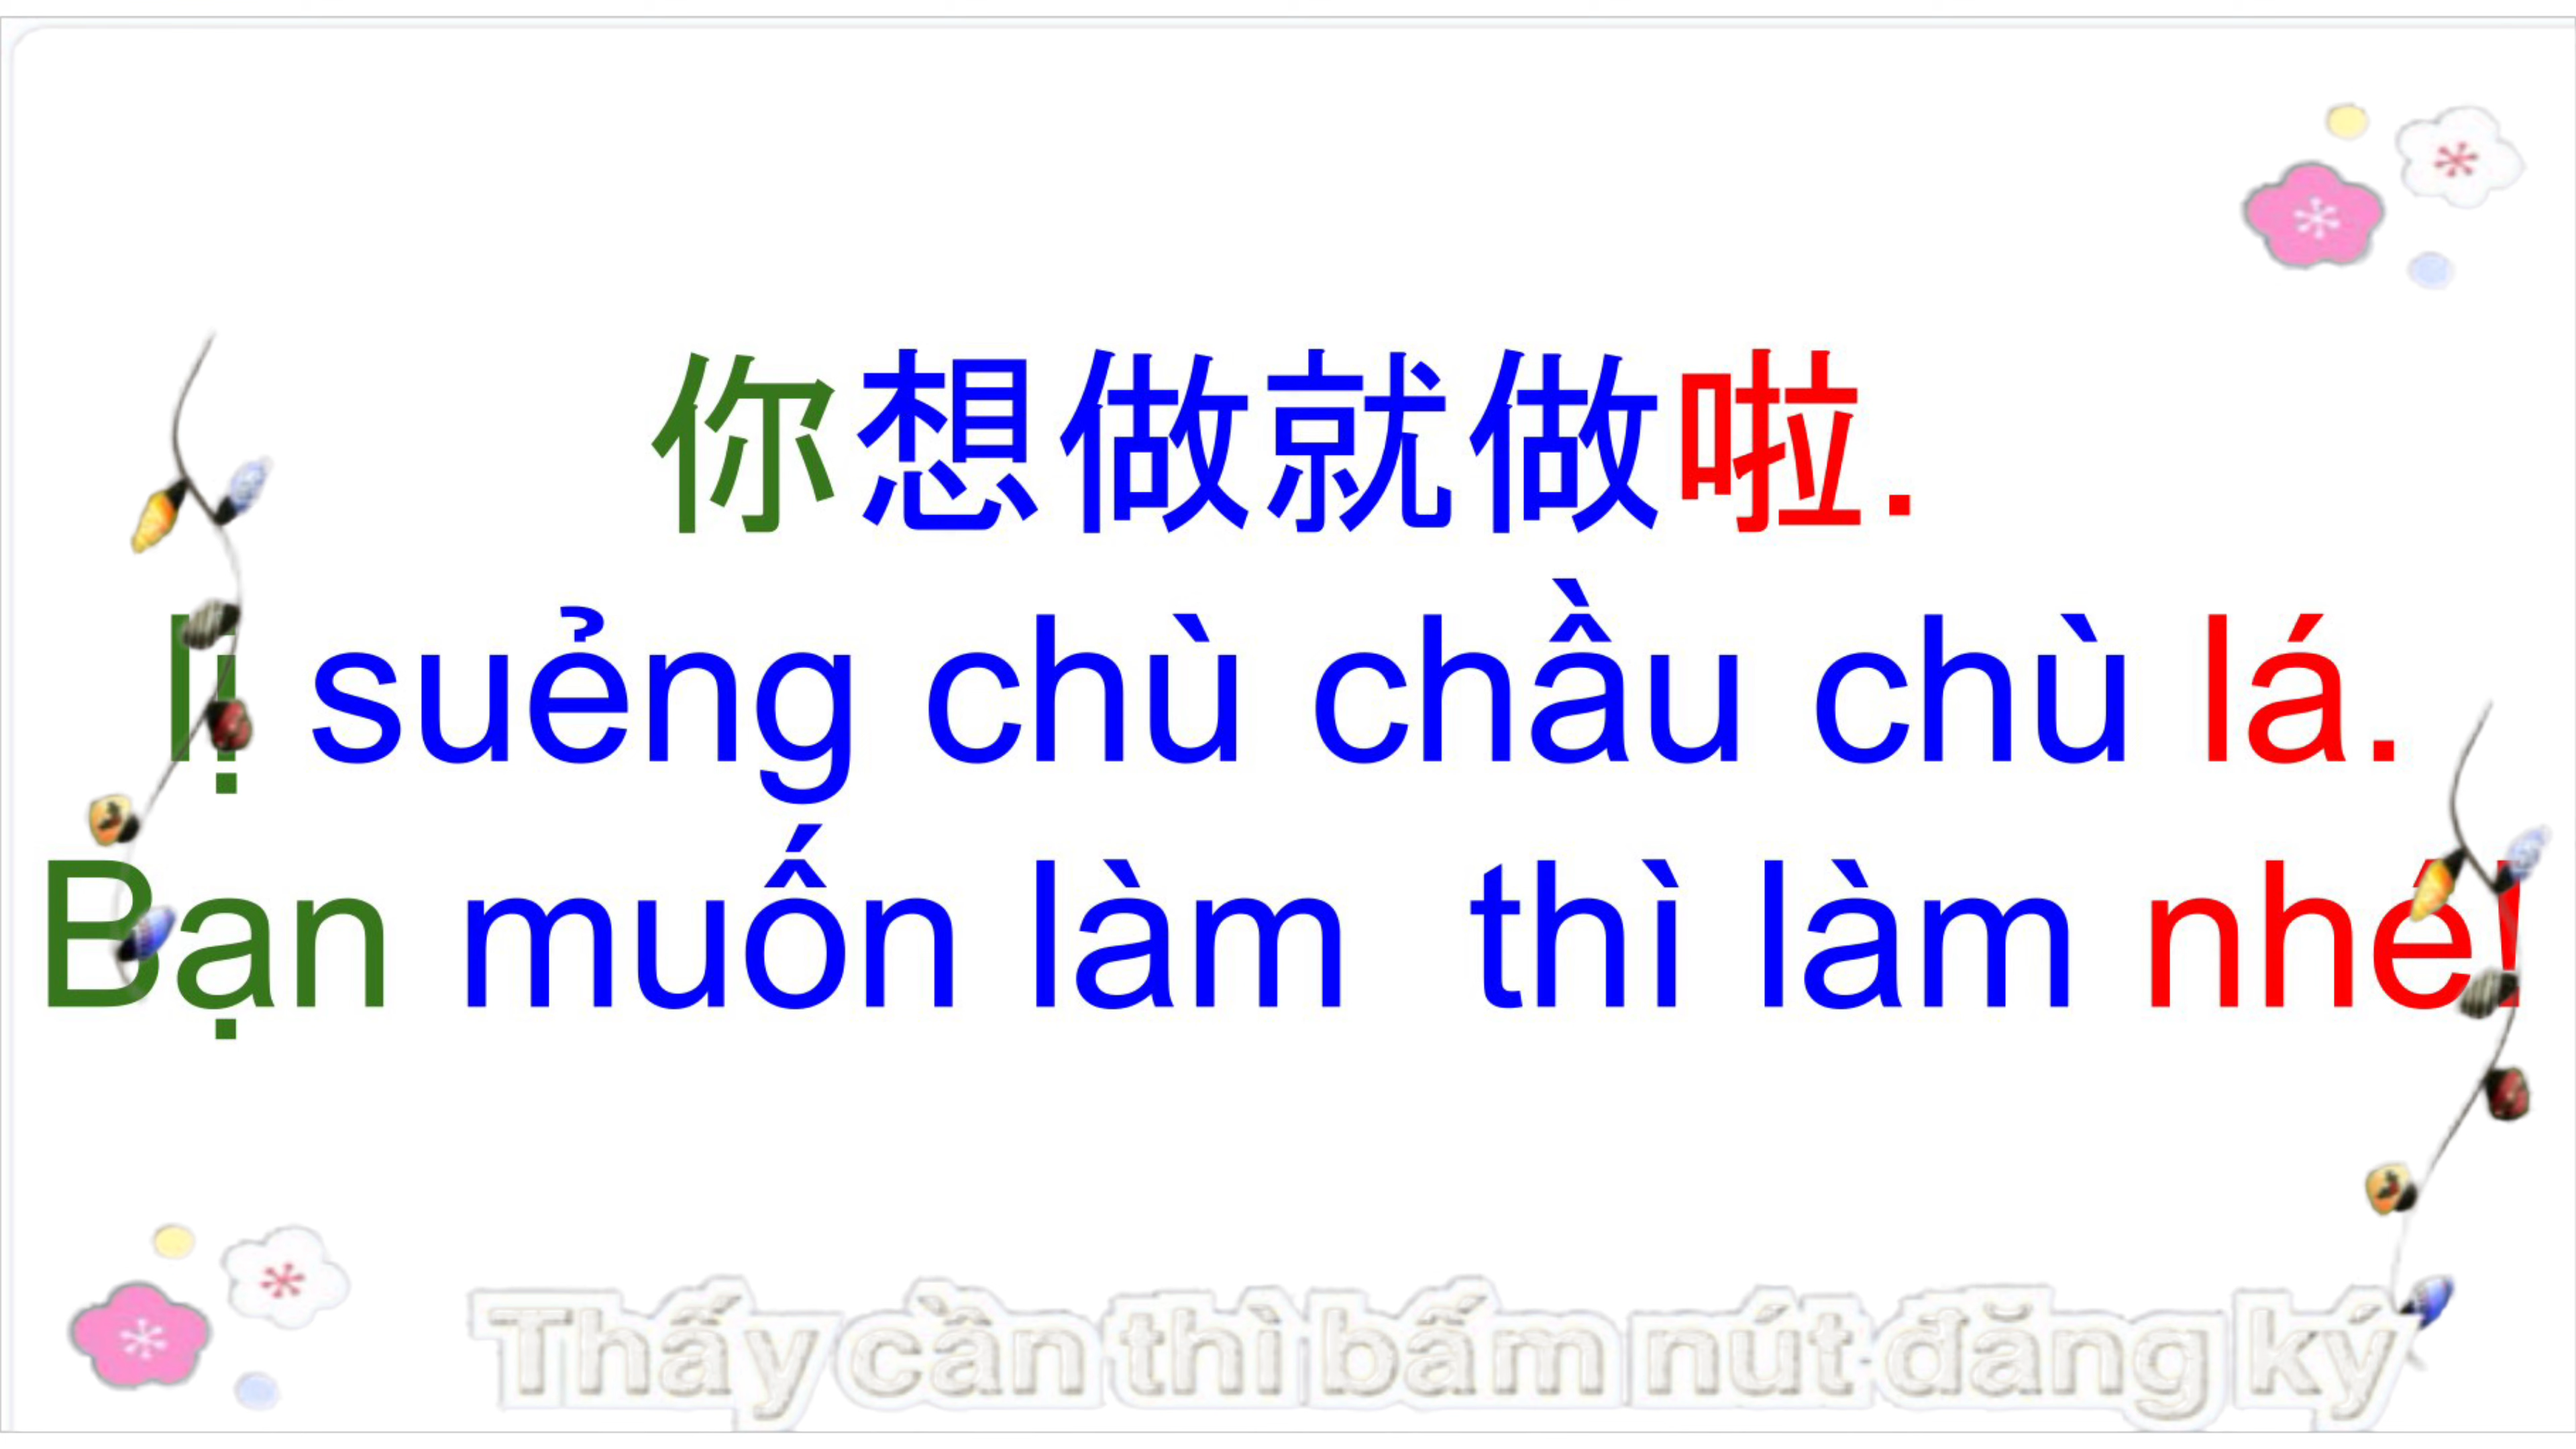 你想做就做啦.
lị suẻng chù chầu chù lá.
Bạn muốn làm  thì làm nhé!
Thấy cần thì bấm nút đăng ký